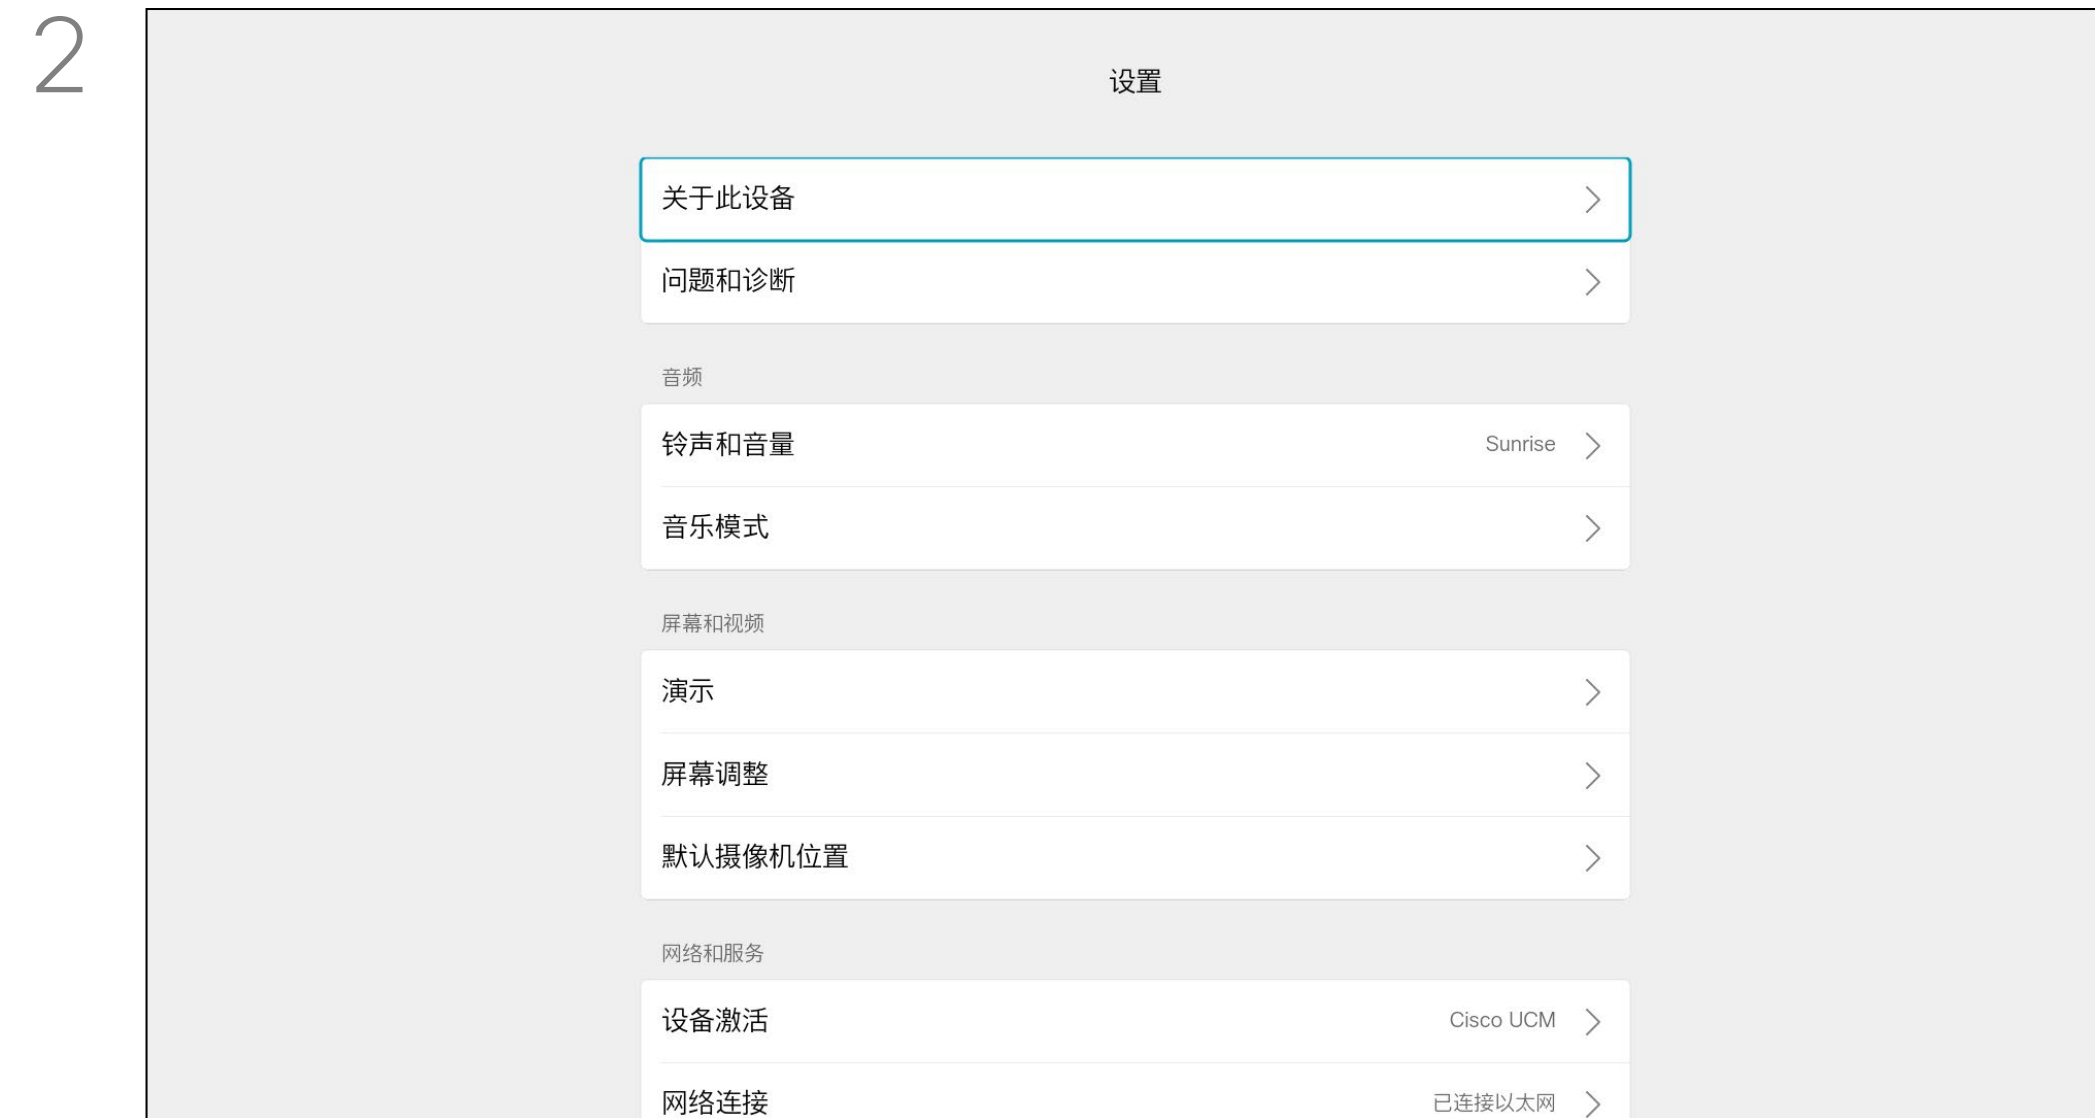 2
设置
关于此设备
问题和诊断
音频
铃声和音量 Sunrise
音乐模式
屏幕和视频
演示
屏幕调整
默认摄像机位置
网络和服务
设备激活 Cisco UCM
网络连接 已连接以太网